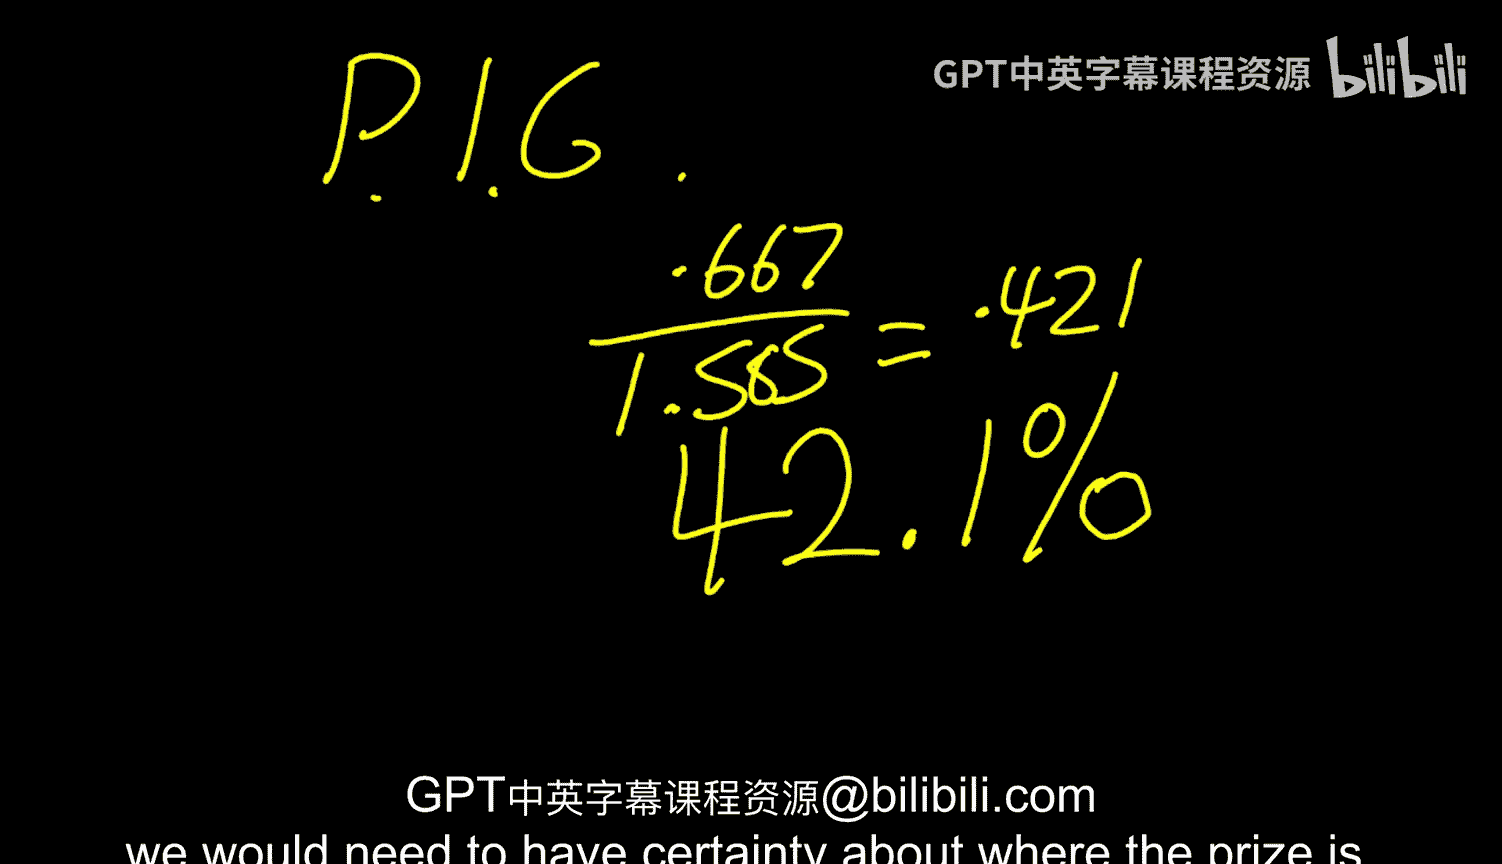 P.I.G.
GPT中英字幕课程资源 bilibili
.667
1.585 = .421
42.1%
GPT中英字幕课程资源@bilibili.com
we would need to have certainty about where the prize is